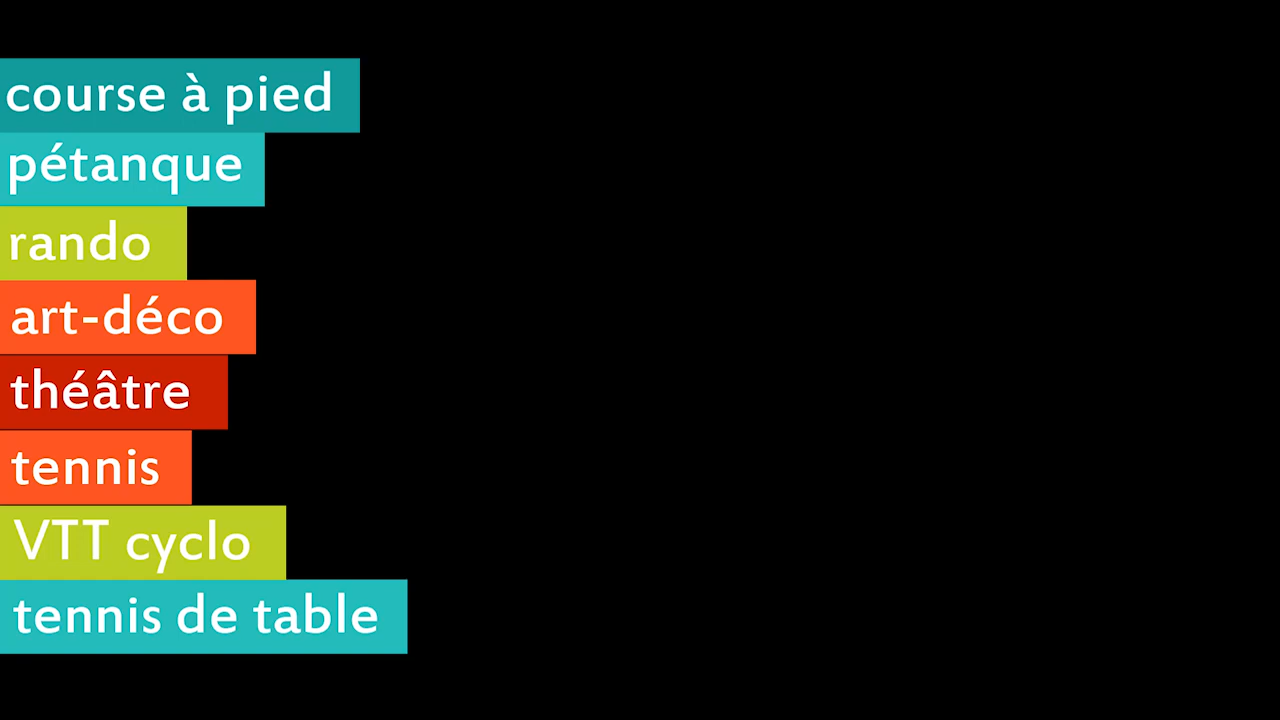 course à pied
pétanque
rando
art-déco
théâtre
tennis
VTT cyclo
tennis de table